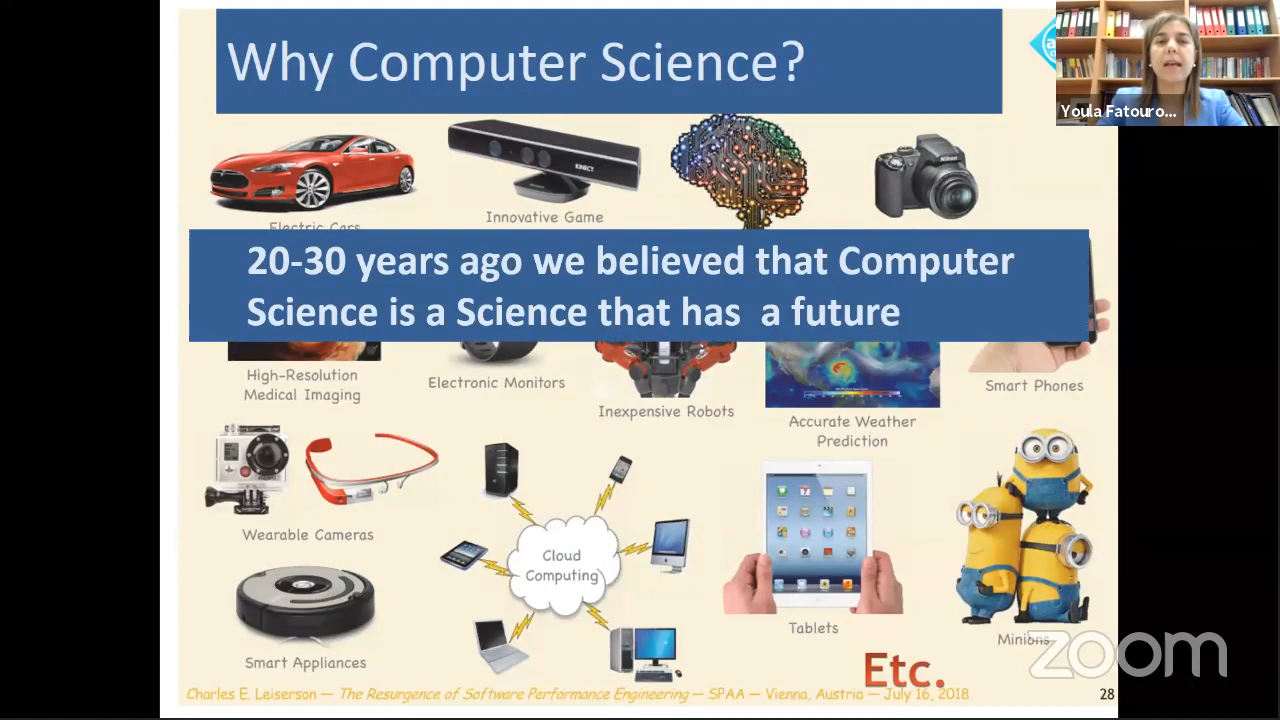 Why Computer Science?
Youla Fatouro...
KINECT
Nikon
Electric Cars
Innovative Game
20-30 years ago we believed that Computer
Science is a Science that has a future
High-Resolution
Medical Imaging
Electronic Monitors
Inexpensive Robots
Accurate Weather
Prediction
Smart Phones
Wearable Cameras
Cloud
Computing
Smart Appliances
Tablets
Minions
zoom
Etc.
Charles E. Leiserson — The Resurgence of Software Performance Engineering — SPAA — Vienna, Austria — July 16, 2018
28